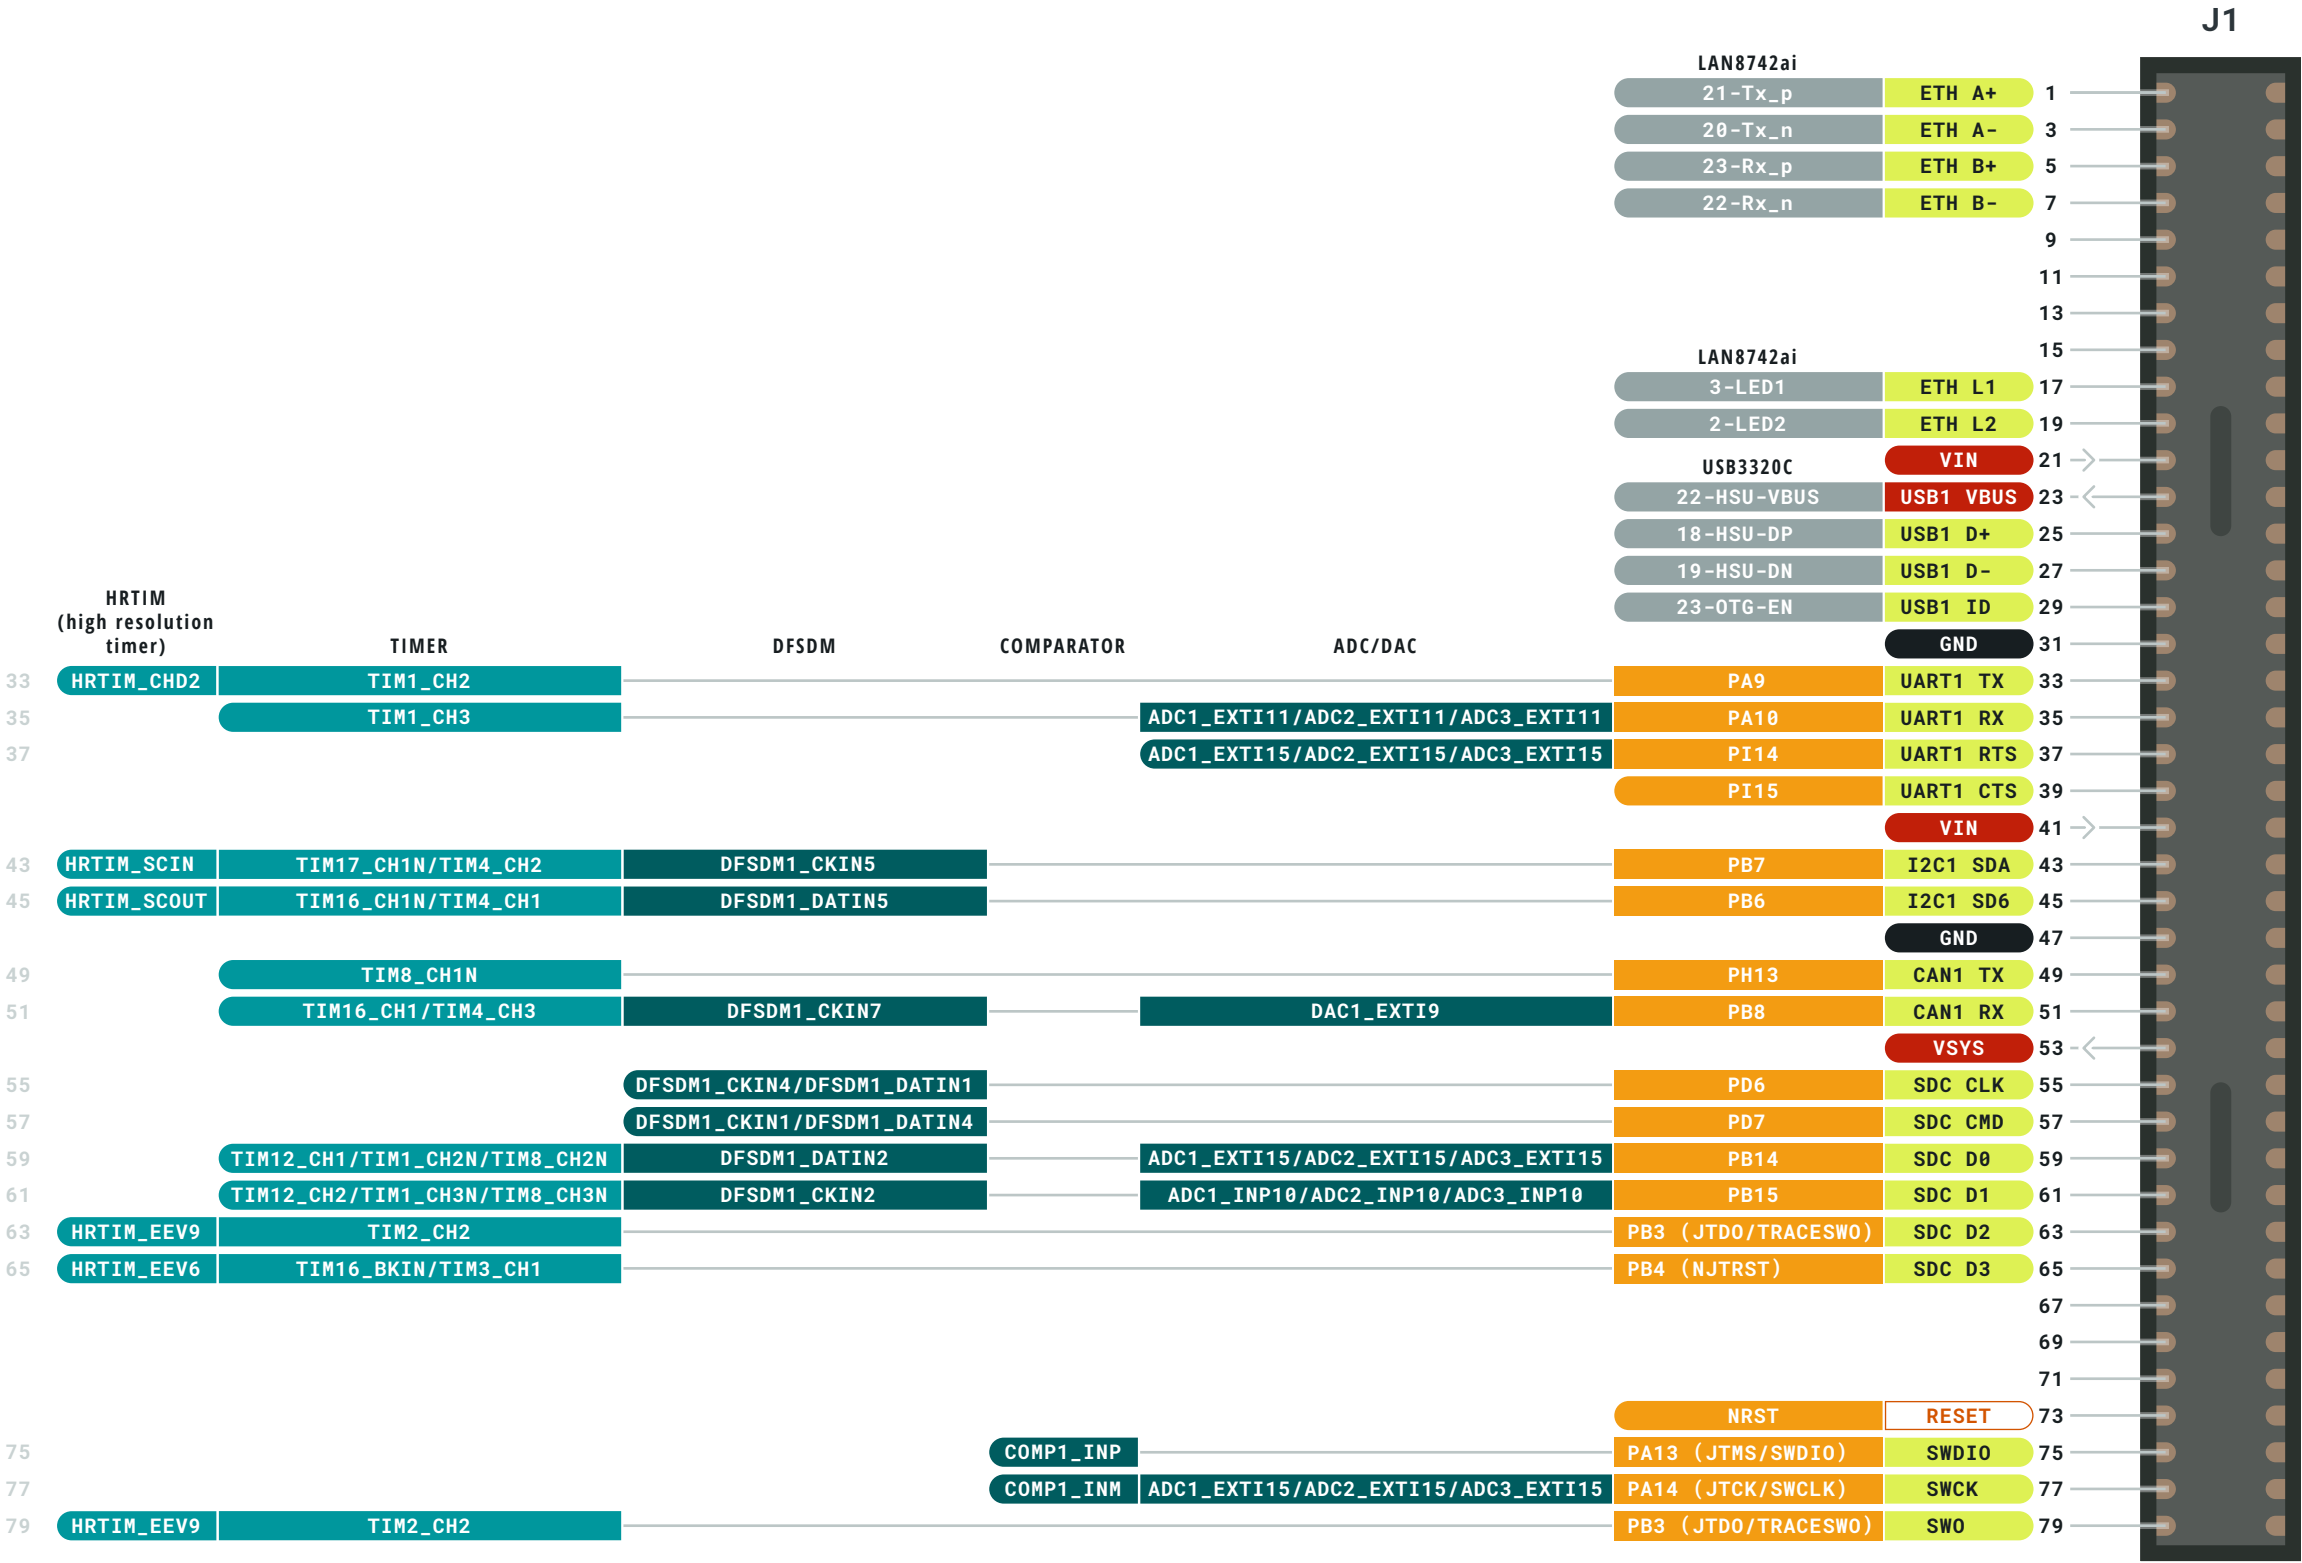 J1
LAN8742ai
21-Tx_p ETH A+ 1
20-Tx_n ETH A- 3
23-Rx_p ETH B+ 5
22-Rx_n ETH B- 7
9
11
13
15
LAN8742ai
3-LED1 ETH L1 17
2-LED2 ETH L2 19
VIN 21
USB3320C
22-HSU-VBUS USB1 VBUS 23
18-HSU-DP USB1 D+ 25
19-HSU-DN USB1 D- 27
23-OTG-EN USB1 ID 29
HRTIM
(high resolution
timer) TIMER DFSDM COMPARATOR ADC/DAC GND 31
33 HRTIM_CHD2 TIM1_CH2 PA9 UART1 TX 33
35 TIM1_CH3 ADC1_EXTI11/ADC2_EXTI11/ADC3_EXTI11 PA10 UART1 RX 35
37 ADC1_EXTI15/ADC2_EXTI15/ADC3_EXTI15 PI14 UART1 RTS 37
PI15 UART1 CTS 39
VIN 41
43 HRTIM_SCIN TIM17_CH1N/TIM4_CH2 DFSDM1_CKIN5 PB7 I2C1 SDA 43
45 HRTIM_SCOUT TIM16_CH1N/TIM4_CH1 DFSDM1_DATIN5 PB6 I2C1 SD6 45
GND 47
49 TIM8_CH1N PH13 CAN1 TX 49
51 TIM16_CH1/TIM4_CH3 DFSDM1_CKIN7 DAC1_EXTI9 PB8 CAN1 RX 51
VSYS 53
55 DFSDM1_CKIN4/DFSDM1_DATIN1 PD6 SDC CLK 55
57 DFSDM1_CKIN1/DFSDM1_DATIN4 PD7 SDC CMD 57
59 TIM12_CH1/TIM1_CH2N/TIM8_CH2N DFSDM1_DATIN2 ADC1_EXTI15/ADC2_EXTI15/ADC3_EXTI15 PB14 SDC D0 59
61 TIM12_CH2/TIM1_CH3N/TIM8_CH3N DFSDM1_CKIN2 ADC1_INP10/ADC2_INP10/ADC3_INP10 PB15 SDC D1 61
63 HRTIM_EEV9 TIM2_CH2 PB3 (JTDO/TRACESWO) SDC D2 63
65 HRTIM_EEV6 TIM16_BKIN/TIM3_CH1 PB4 (NJTRST) SDC D3 65
67
69
71
NRST RESET 73
75 COMP1_INP PA13 (JTMS/SWDIO) SWDIO 75
77 COMP1_INM ADC1_EXTI15/ADC2_EXTI15/ADC3_EXTI15 PA14 (JTCK/SWCLK) SWCK 77
79 HRTIM_EEV9 TIM2_CH2 PB3 (JTDO/TRACESWO) SWO 79